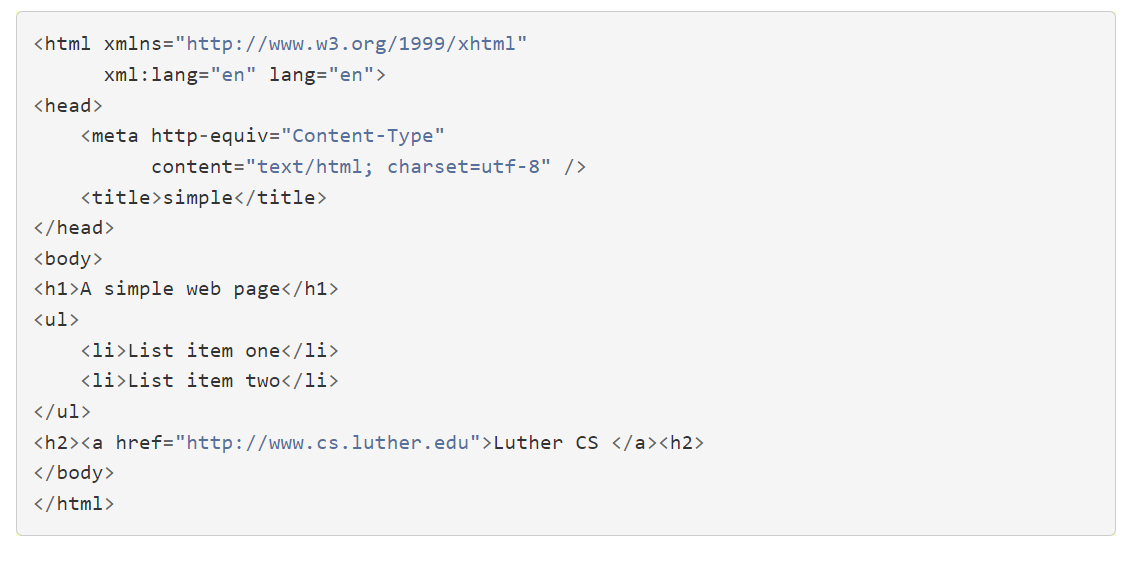 <html xmlns="http://www.w3.org/1999/xhtml"
      xml:lang="en" lang="en">
<head>
    <meta http-equiv="Content-Type"
          content="text/html; charset=utf-8" />
    <title>simple</title>
</head>
<body>
<h1>A simple web page</h1>
<ul>
    <li>List item one</li>
    <li>List item two</li>
</ul>
<h2><a href="http://www.cs.luther.edu">Luther CS </a><h2>
</body>
</html>